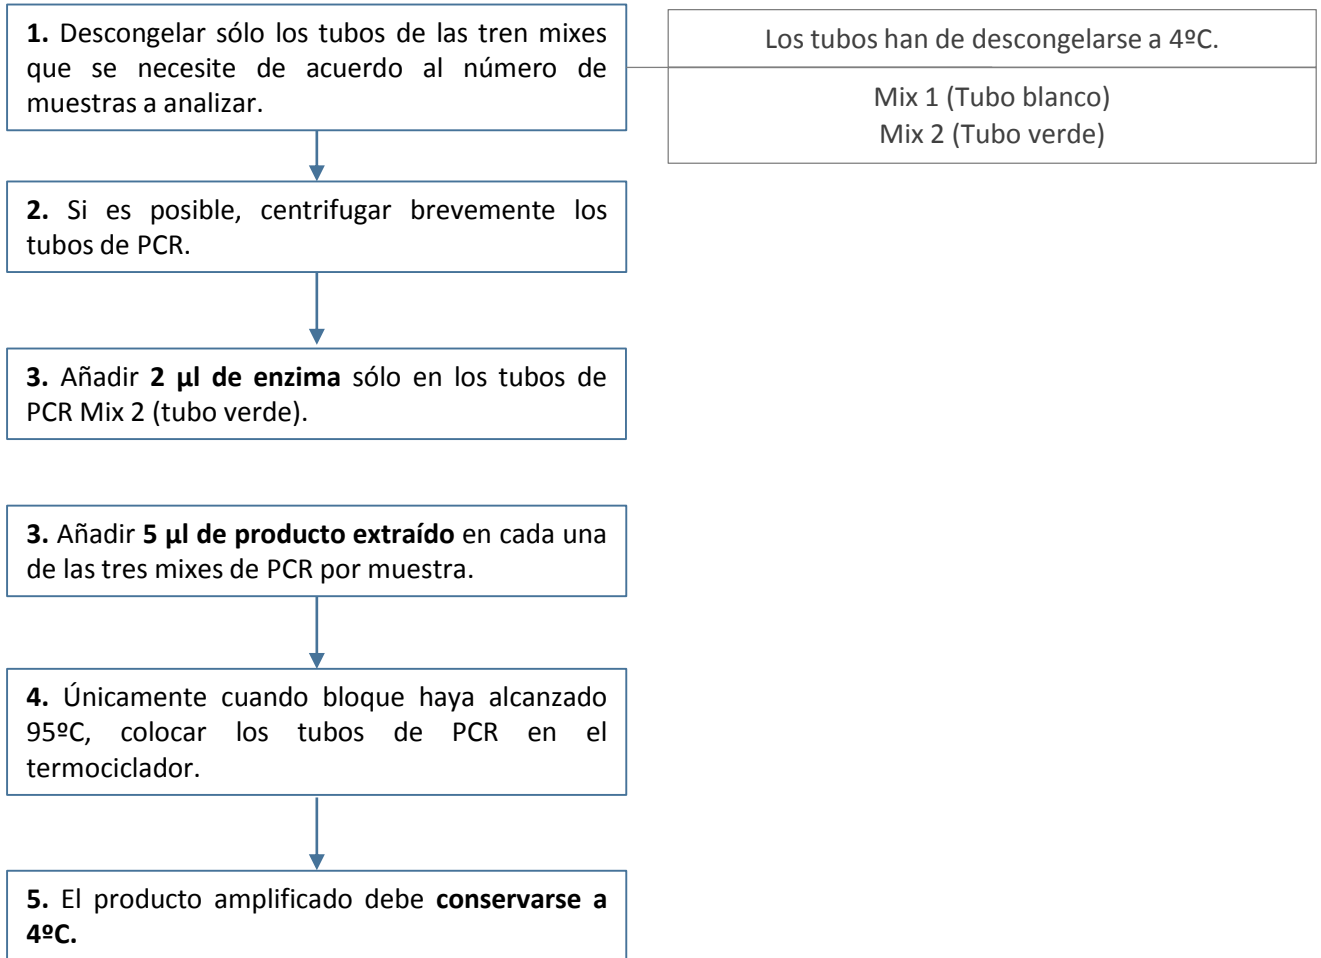 1. Descongelar sólo los tubos de las tren mixes
que se necesite de acuerdo al número de
muestras a analizar.
Los tubos han de descongelarse a 4ºC.
Mix 1 (Tubo blanco)
Mix 2 (Tubo verde)
2. Si es posible, centrifugar brevemente los
tubos de PCR.
3. Añadir 2 µl de enzima sólo en los tubos de
PCR Mix 2 (tubo verde).
3. Añadir 5 µl de producto extraído en cada una
de las tres mixes de PCR por muestra.
4. Únicamente cuando bloque haya alcanzado
95ºC, colocar los tubos de PCR en el
termociclador.
5. El producto amplificado debe conservarse a
4ºC.